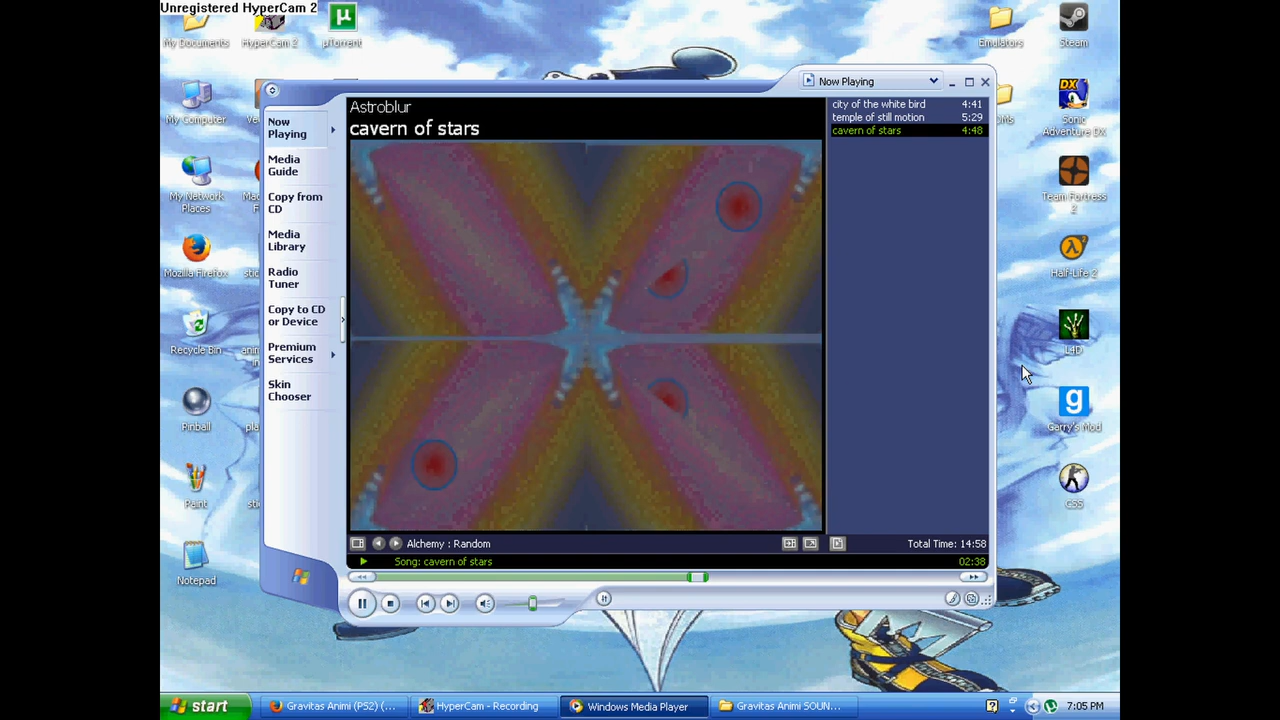 Unregistered HyperCam 2
My Documents
HyperCam 2
µTorrent
Emulators
Steam
Now Playing
Astroblur
cavern of stars
city of the white bird 4:41
temple of still motion 5:29
cavern of stars 4:48
Now
Playing
Media
Guide
Copy from
CD
Media
Library
Radio
Tuner
Copy to CD
or Device
Premium
Services
Skin
Chooser
My Computer
My Network
Places
Mozilla Firefox
Recycle Bin
Pinball
Paint
Notepad
DX
Sonic
Adventure DX
Team Fortress
2
Half-Life 2
L4D
g
Garry's Mod
CSS
Alchemy : Random
Total Time: 14:58
Song: cavern of stars
02:38
start
Gravitas Animi (PS2) (...
HyperCam - Recording
Windows Media Player
Gravitas Animi SOUN...
7:05 PM